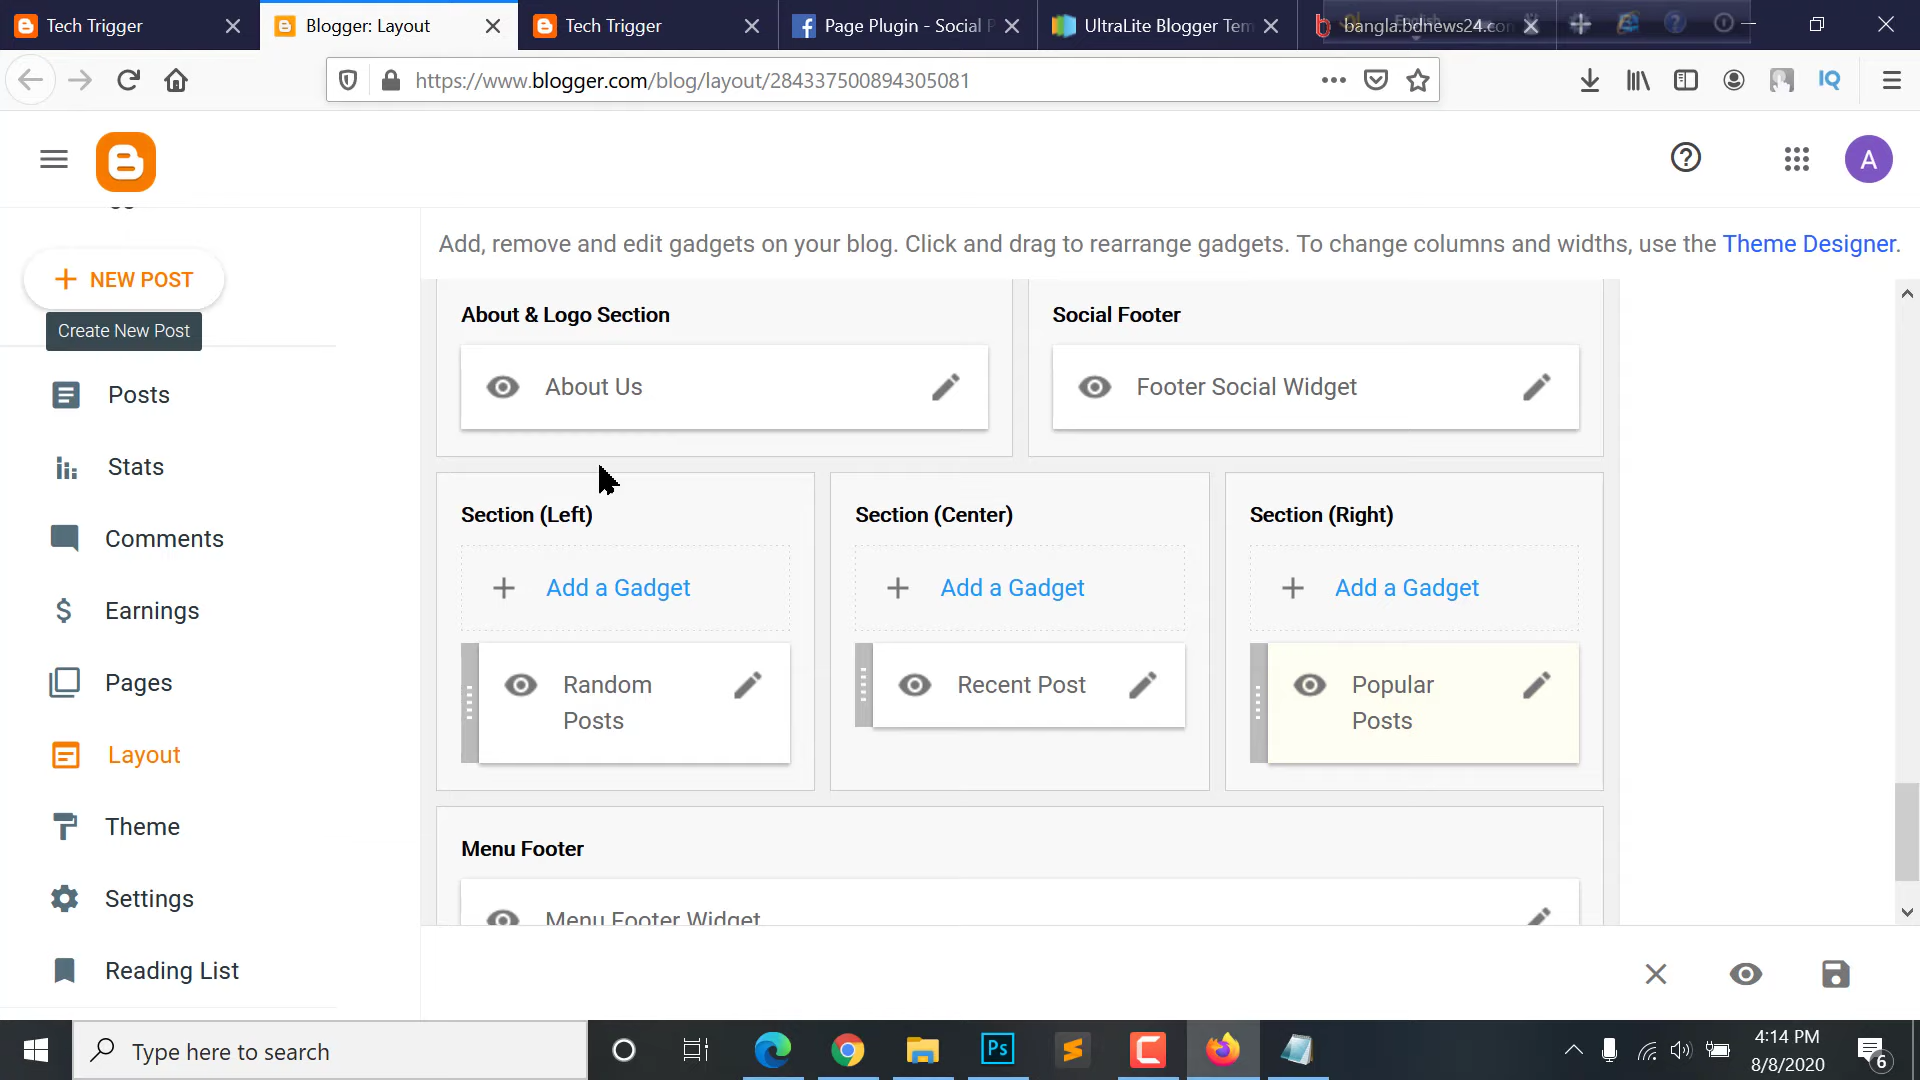 Tech Trigger
Blogger: Layout
Tech Trigger
Page Plugin - Social P
UltraLite Blogger Tem
bangla.bdnews24.con
https://www.blogger.com/blog/layout/284337500894305081
A
Add, remove and edit gadgets on your blog. Click and drag to rearrange gadgets. To change columns and widths, use the Theme Designer.
NEW POST
Create New Post
Posts
Stats
Comments
Earnings
Pages
Layout
Theme
Settings
Reading List
About & Logo Section
About Us
Social Footer
Footer Social Widget
Section (Left)
Add a Gadget
Random
Posts
Section (Center)
Add a Gadget
Recent Post
Section (Right)
Add a Gadget
Popular
Posts
Menu Footer
Menu Footer Widget
Type here to search
Ps
4:14 PM
8/8/2020
6